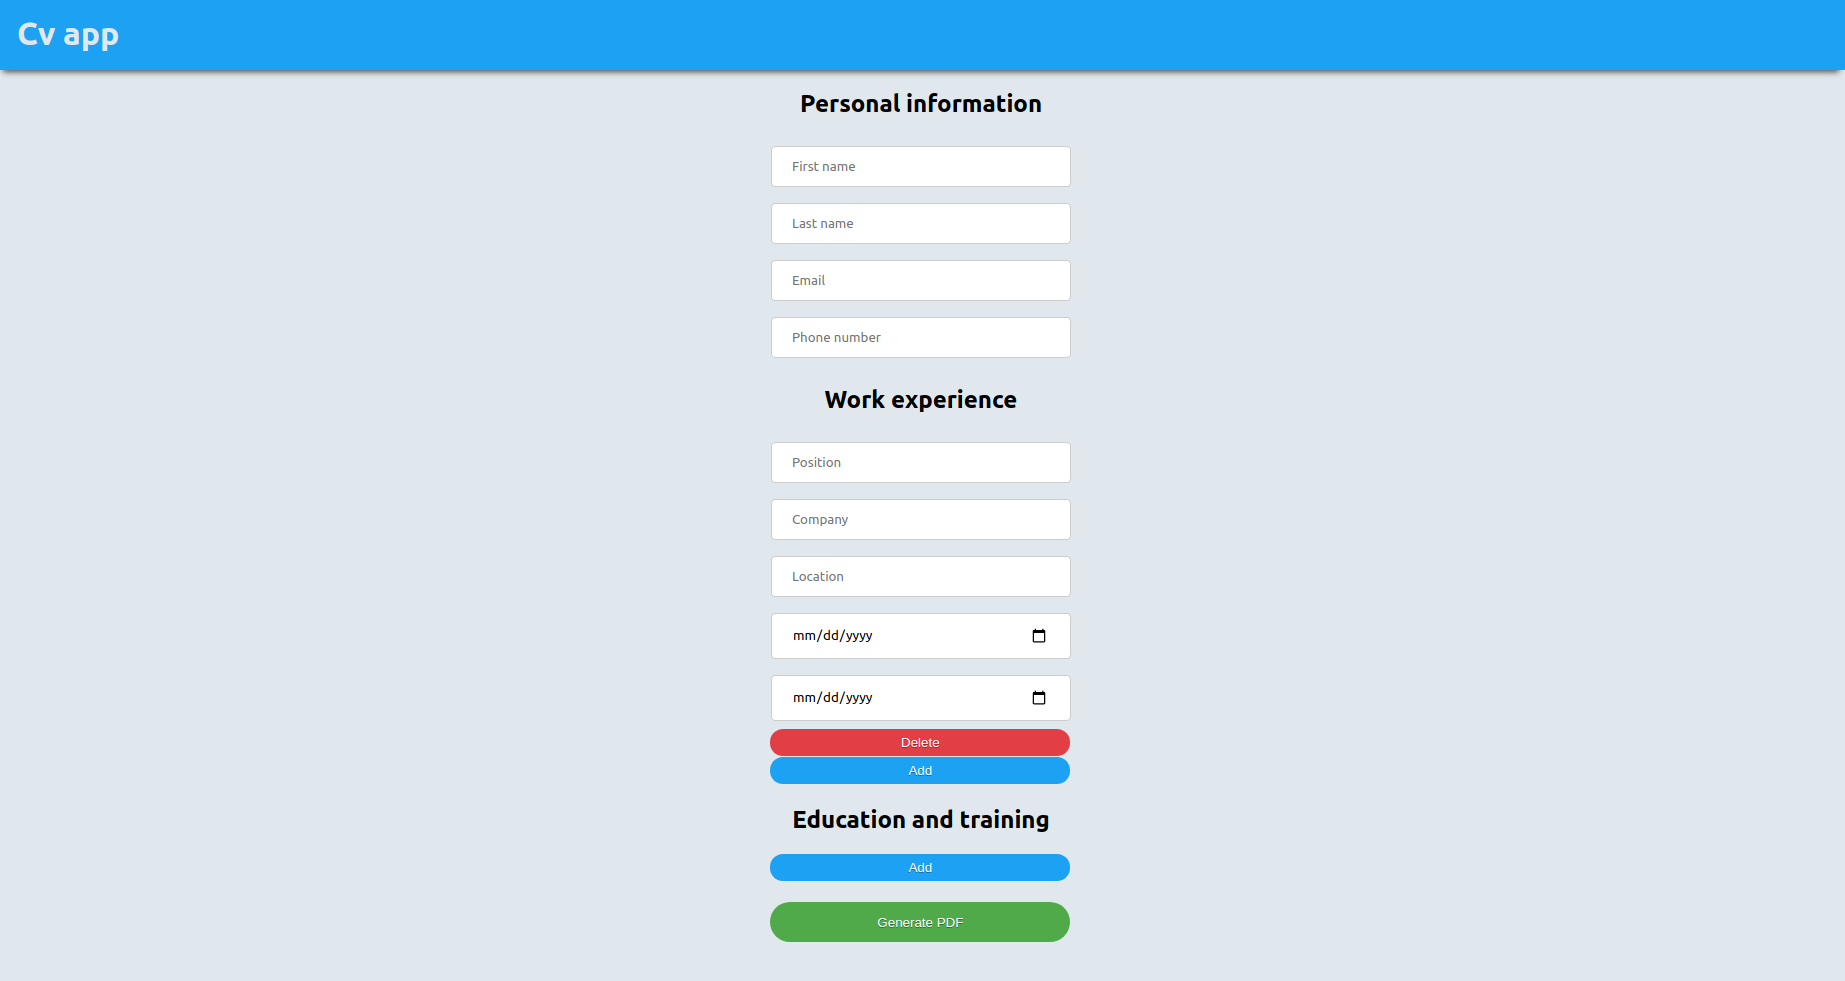 Cv app
Personal information
First name
Last name
Email
Phone number
Work experience
Position
Company
Location
mm/dd/yyyy
mm/dd/yyyy
Delete
Add
Education and training
Add
Generate PDF